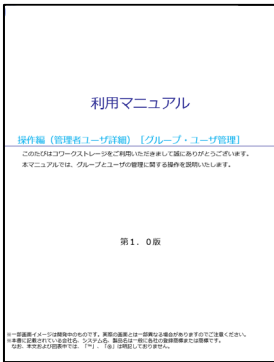 利用マニュアル
操作編（管理者ユーザ詳細）［グループ・ユーザ管理］
このたびはコワークストレージをご利用いただきまして誠にありがとうございます。
本マニュアルでは、グループとユーザの管理に関する操作を説明いたします。
第１．０版
※一部画面イメージは開発中のものです。実際の画面とは一部異なる場合がありますのでご注意ください。
※本書に記載されている会社名、システム名、製品名は一般に各社の登録商標または商標です。
なお、本文および図表中では、「™」、「®」は明記しておりません。